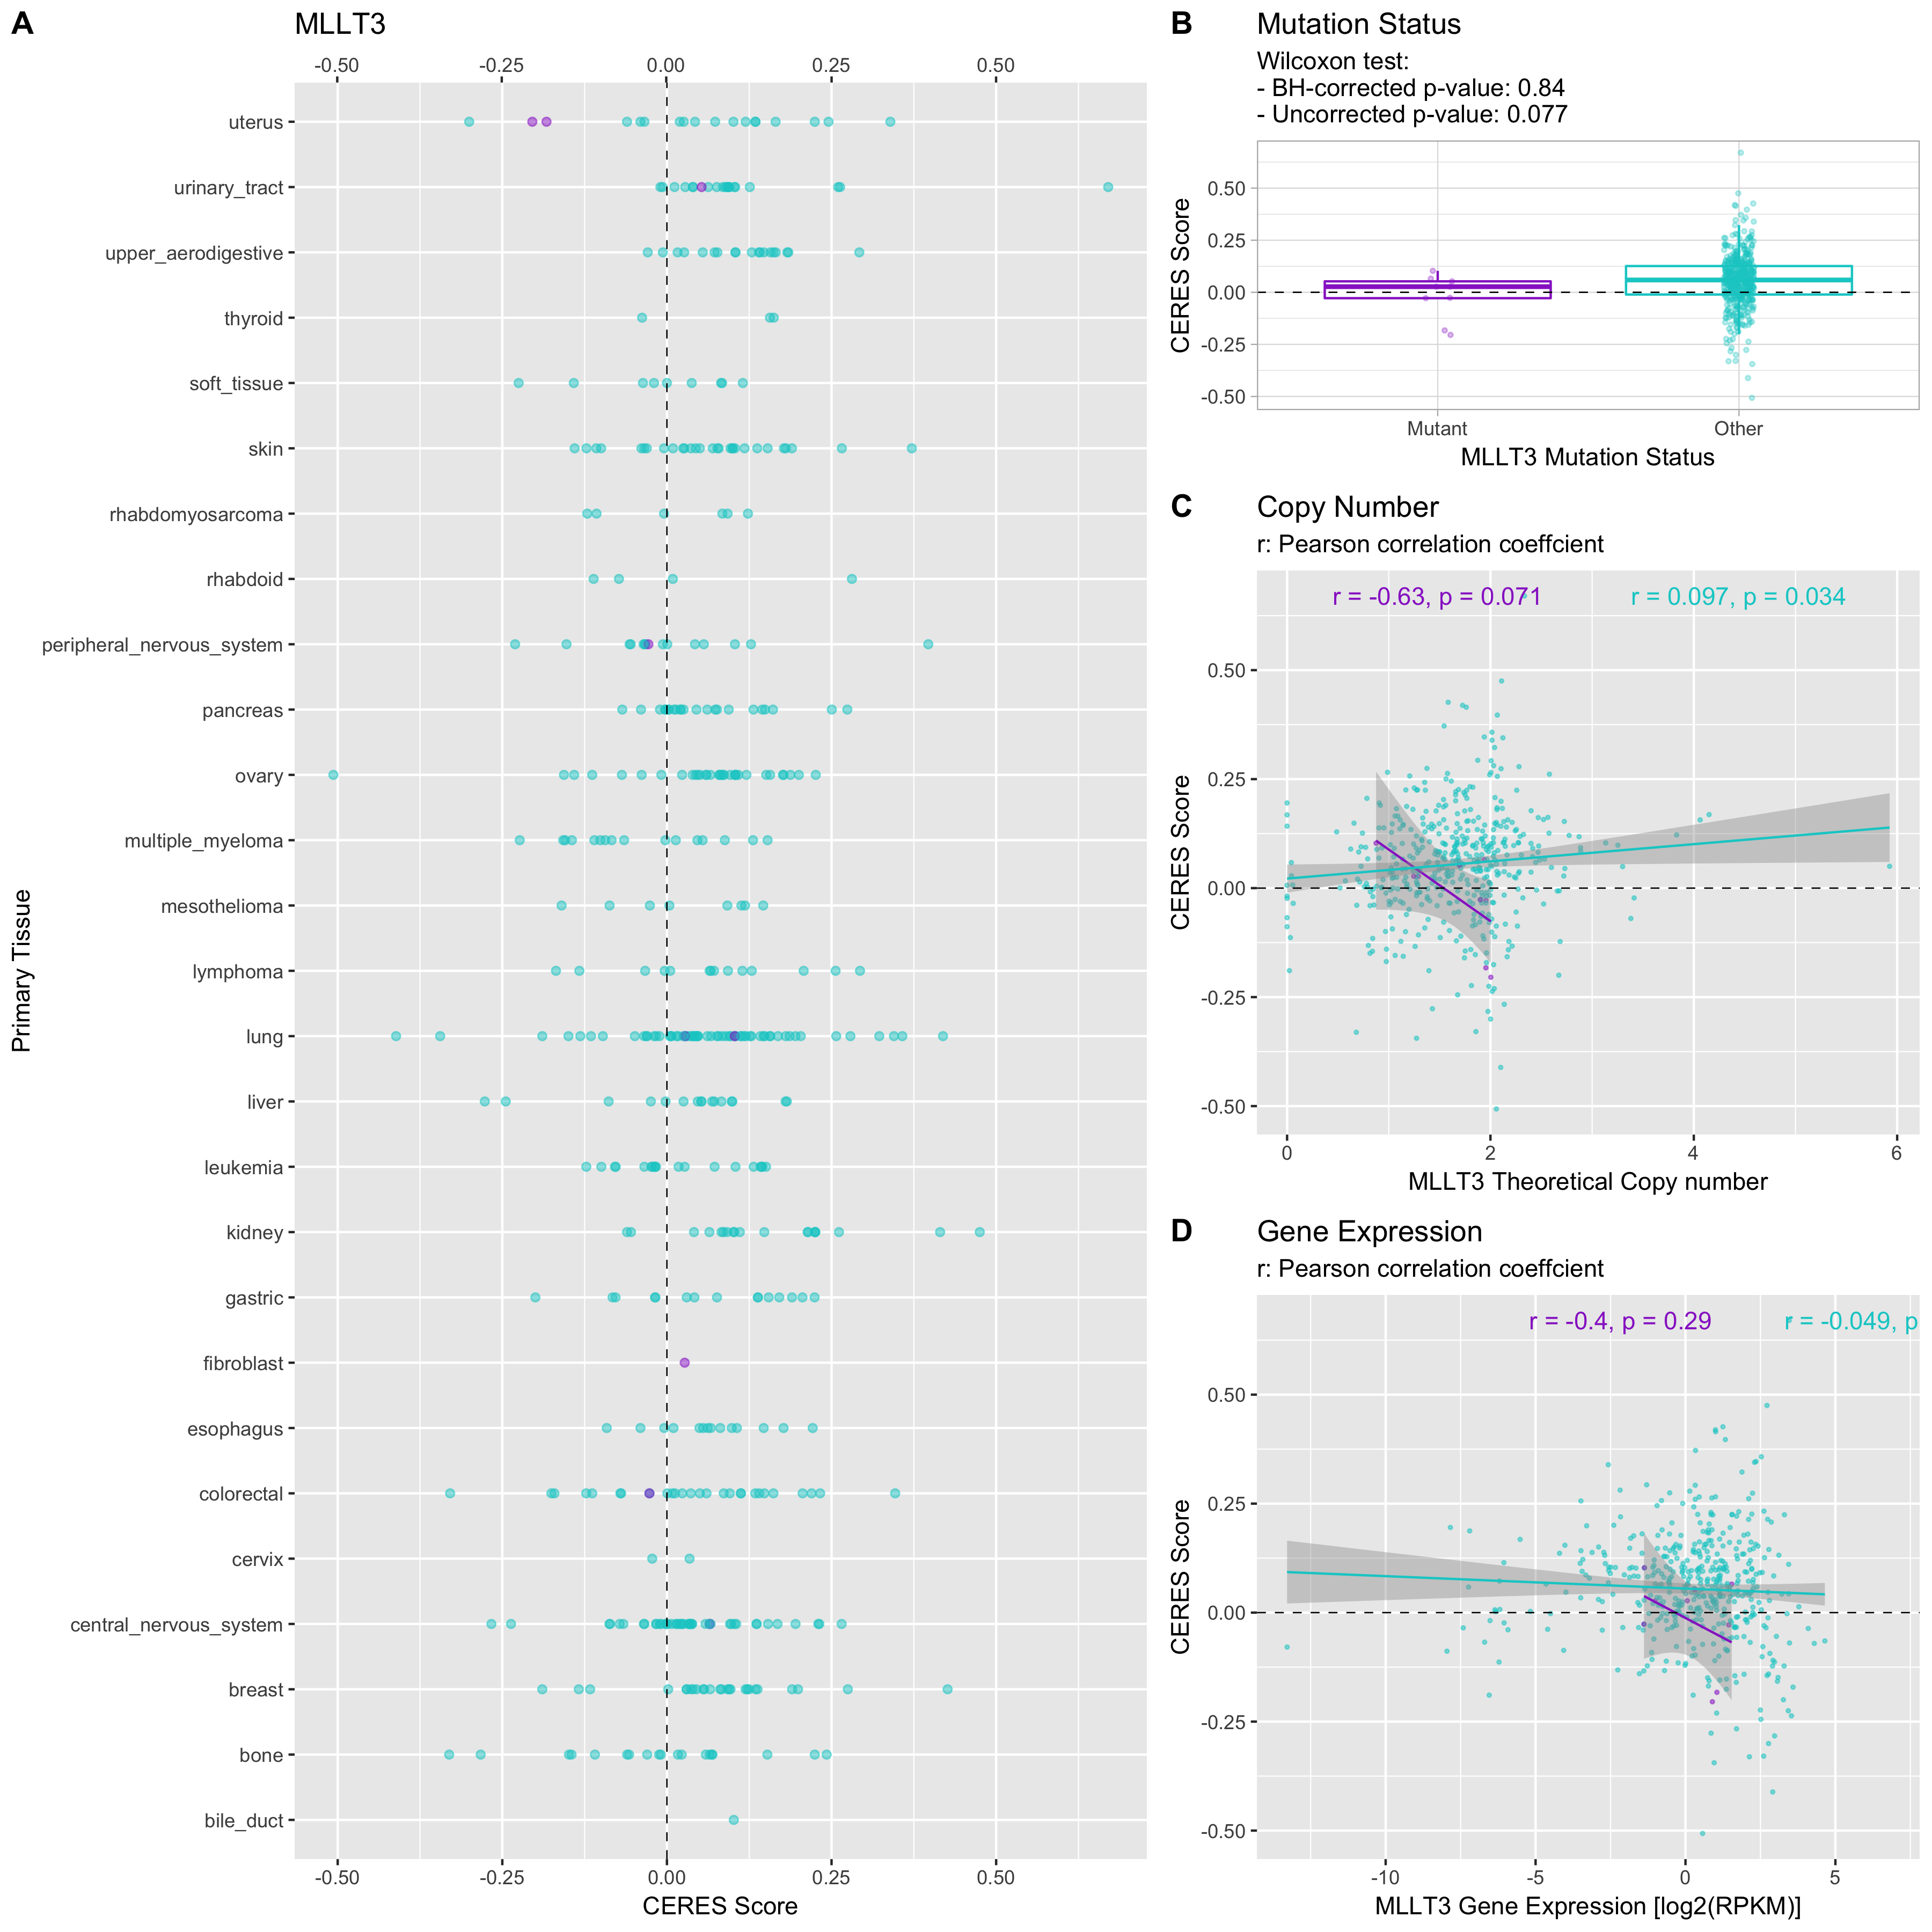 A
MLLT3
-0.50 -0.25 0.00 0.25 0.50
Primary Tissue
uterus
urinary_tract
upper_aerodigestive
thyroid
soft_tissue
skin
rhabdomyosarcoma
rhabdoid
peripheral_nervous_system
pancreas
ovary
multiple_myeloma
mesothelioma
lymphoma
lung
liver
leukemia
kidney
gastric
fibroblast
esophagus
colorectal
cervix
central_nervous_system
breast
bone
bile_duct
-0.50 -0.25 0.00 0.25 0.50
CERES Score
B
Mutation Status
Wilcoxon test:
- BH-corrected p-value: 0.84
- Uncorrected p-value: 0.077
CERES Score
0.50
0.25
0.00
-0.25
-0.50
Mutant Other
MLLT3 Mutation Status
C
Copy Number
r: Pearson correlation coeffcient
r = -0.63, p = 0.071 r = 0.097, p = 0.034
CERES Score
0.50
0.25
0.00
-0.25
-0.50
0 2 4 6
MLLT3 Theoretical Copy number
D
Gene Expression
r: Pearson correlation coeffcient
r = -0.4, p = 0.29 r = -0.049, p
CERES Score
0.50
0.25
0.00
-0.25
-0.50
-10 -5 0 5
MLLT3 Gene Expression [log2(RPKM)]